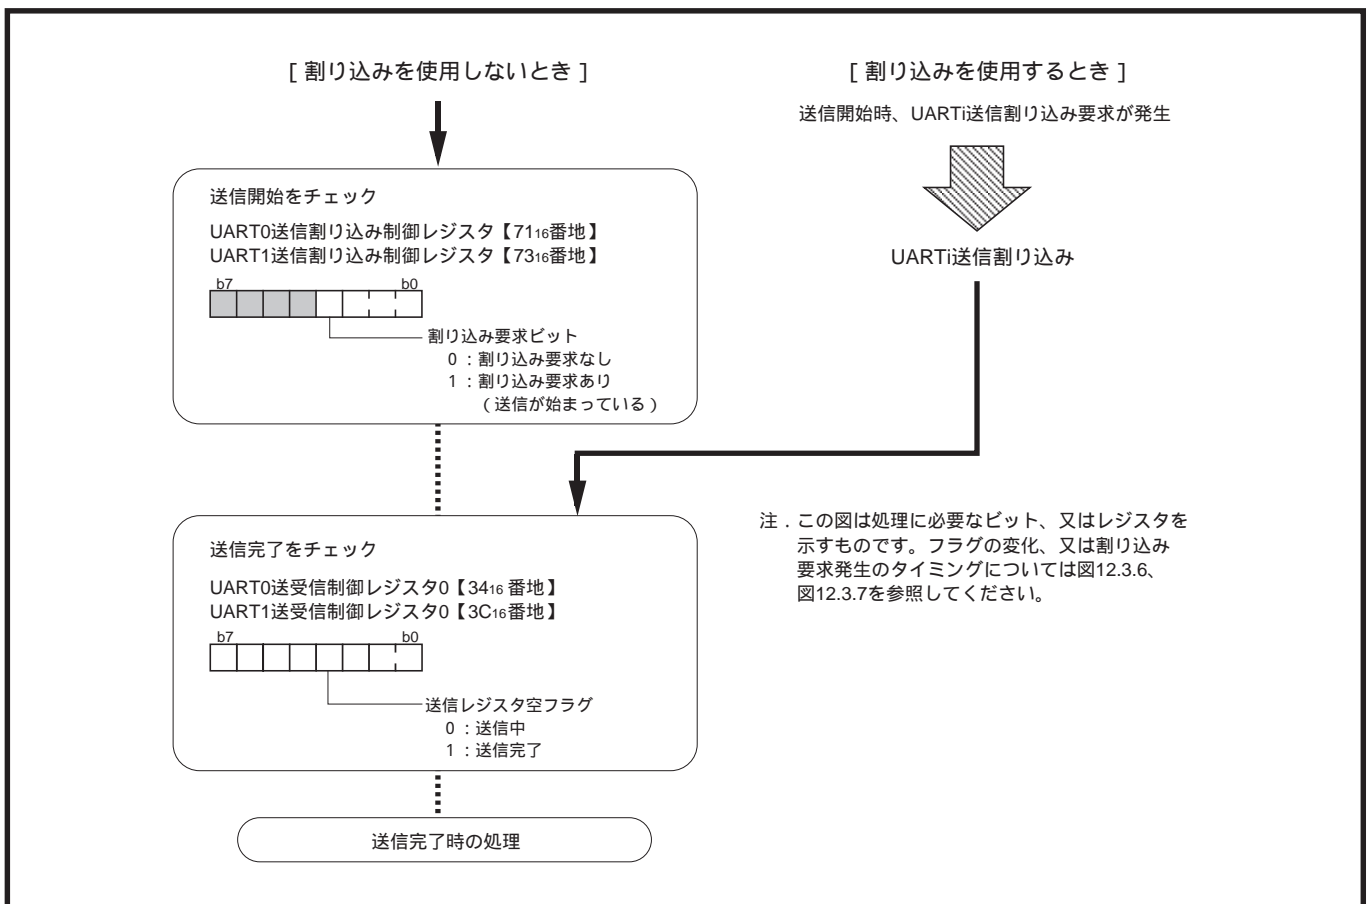 [ 割り込みを使用しないとき ]
送信開始をチェック
UART0送信割り込み制御レジスタ【7116番地】
UART1送信割り込み制御レジスタ【7316番地】
b7 b0
割り込み要求ビット
0 : 割り込み要求なし
1 : 割り込み要求あり
( 送信が始まっている )
[ 割り込みを使用するとき ]
送信開始時、UARTi送信割り込み要求が発生
UARTi送信割り込み
送信完了をチェック
UART0送受信制御レジスタ0【3416 番地】
UART1送受信制御レジスタ0【3C16番地】
b7 b0
送信レジスタ空フラグ
0 : 送信中
1 : 送信完了
注 . この図は処理に必要なビット、又はレジスタを
示すものです。フラグの変化、又は割り込み
要求発生のタイミングについては図12.3.6、
図12.3.7を参照してください。
送信完了時の処理